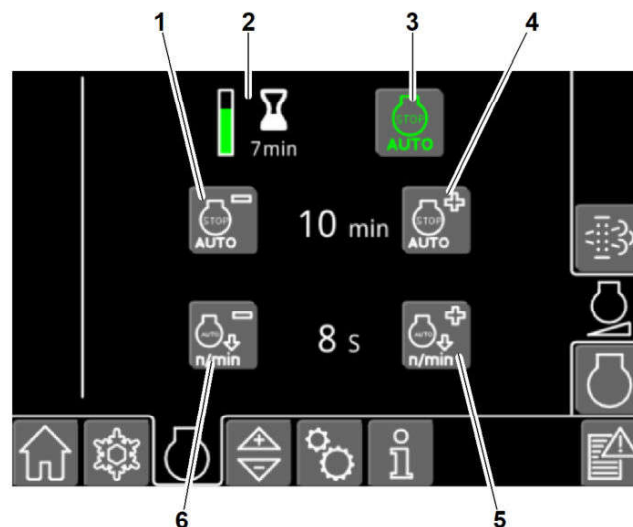 1 2 3 4
STOP
7min AUTO
STOP 10 min STOP
AUTO AUTO
AUTO 8 S AUTO
n/min n/min
i
6 5